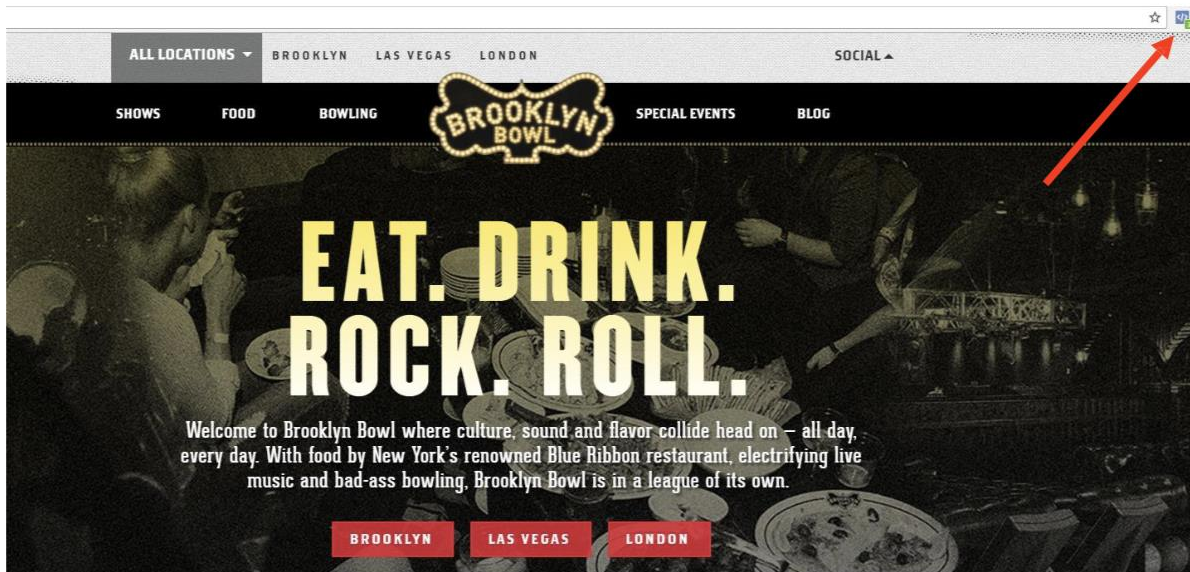 ALL LOCATIONS BROOKLYN LAS VEGAS LONDON SOCIAL
SHOWS FOOD BOWLING BROOKLYN BOWL SPECIAL EVENTS BLOG
EAT. DRINK.
ROCK. ROLL.
Welcome to Brooklyn Bowl where culture, sound and flavor collide head on – all day,
every day. With food by New York's renowned Blue Ribbon restaurant, electrifying live
music and bad-ass bowling, Brooklyn Bowl is in a league of its own.
BROOKLYN LAS VEGAS LONDON